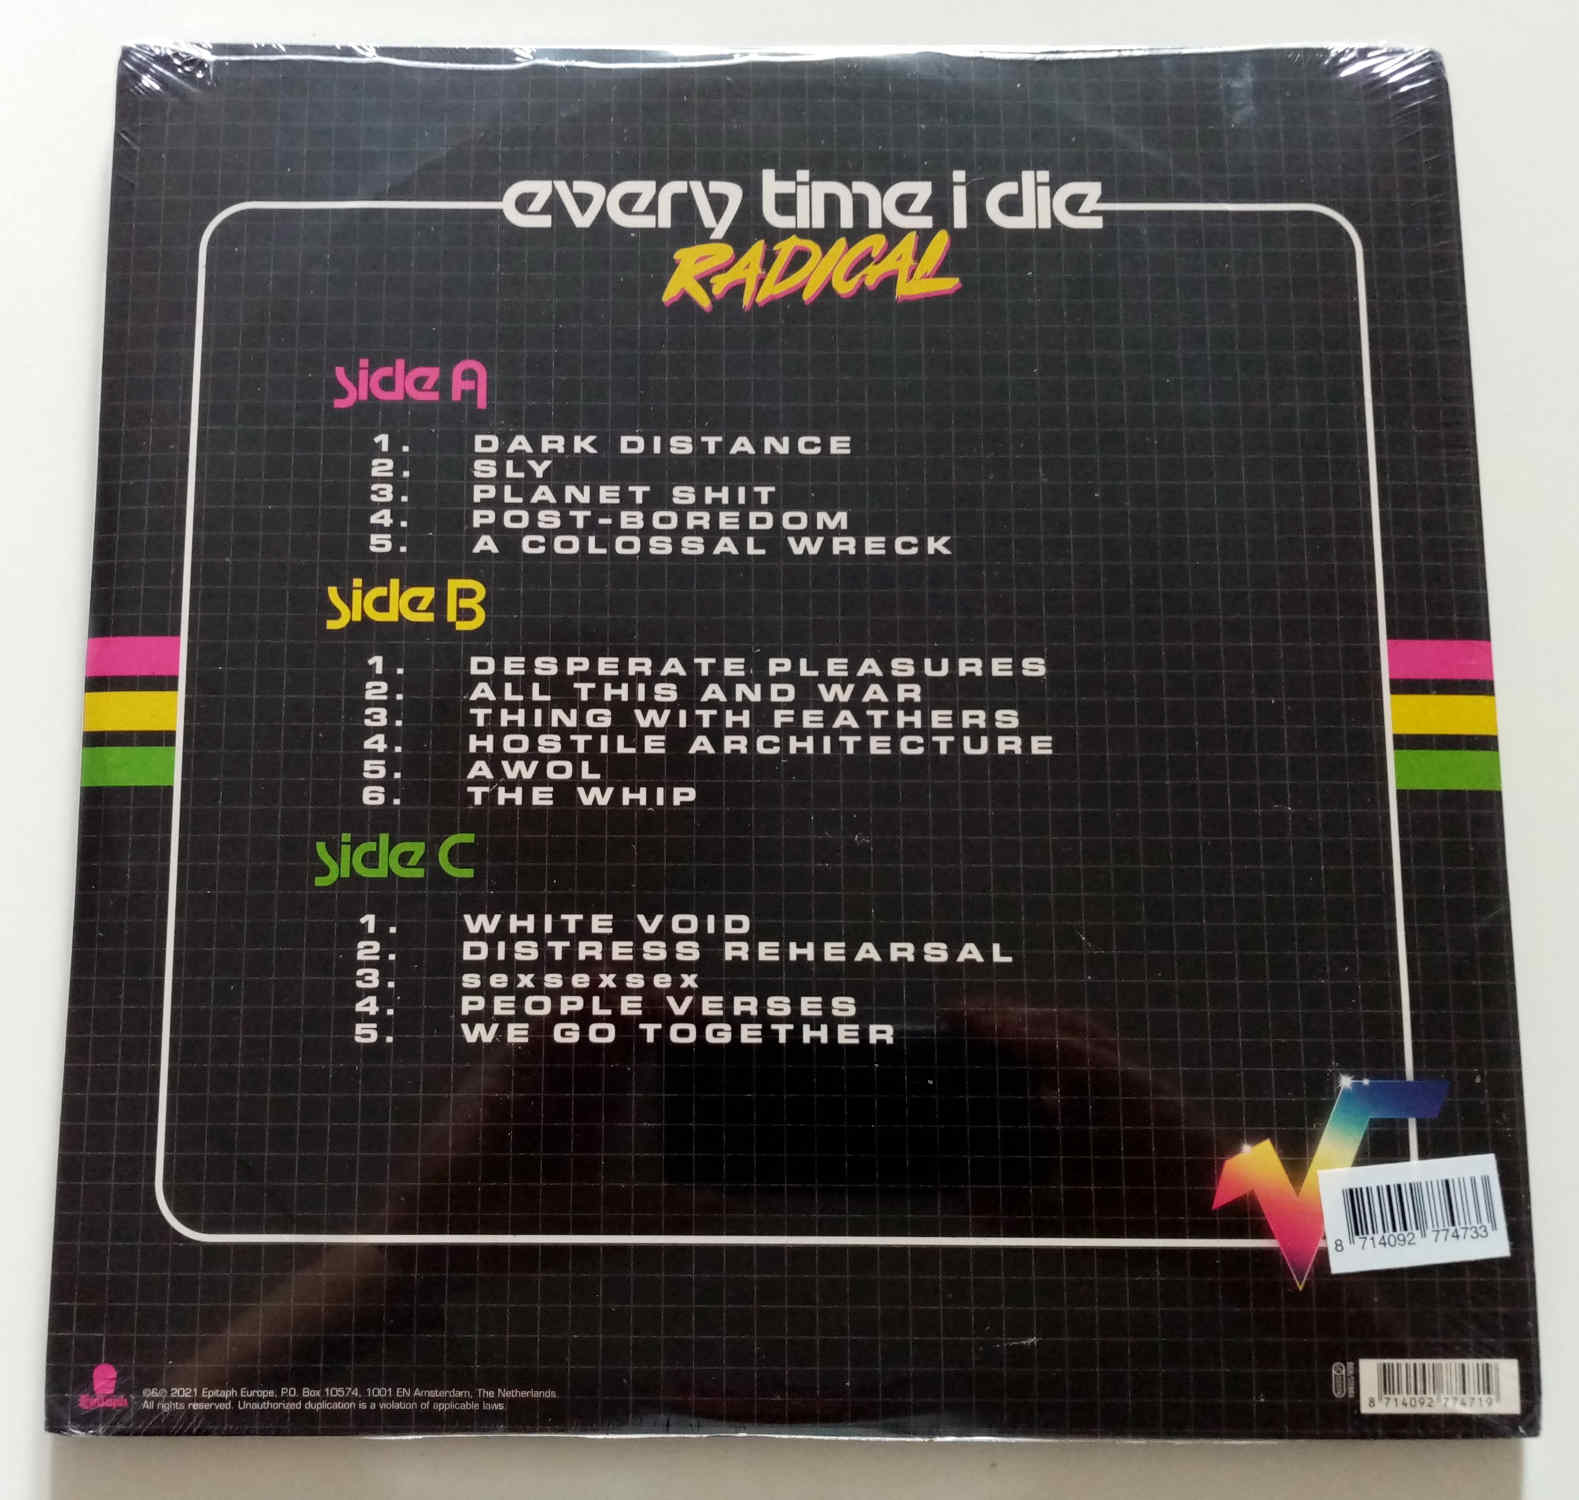 every time i die
RADICAL
side A
1. DARK DISTANCE
2. SLY
3. PLANET SHIT
4. POST-BOREDOM
5. A COLOSSAL WRECK
side B
1. DESPERATE PLEASURES
2. ALL THIS AND WAR
3. THING WITH FEATHERS
4. HOSTILE ARCHITECTURE
5. AWOL
6. THE WHIP
side C
1. WHITE VOID
2. DISTRESS REHEARSAL
3. sexsexsex
4. PEOPLE VERSES
5. WE GO TOGETHER
8 714092 774733
Epitaph
©&℗ 2021 Epitaph Europe, P.O. Box 10574, 1001 EN Amsterdam, The Netherlands.
All rights reserved. Unauthorized duplication is a violation of applicable laws.
8 714092 774719